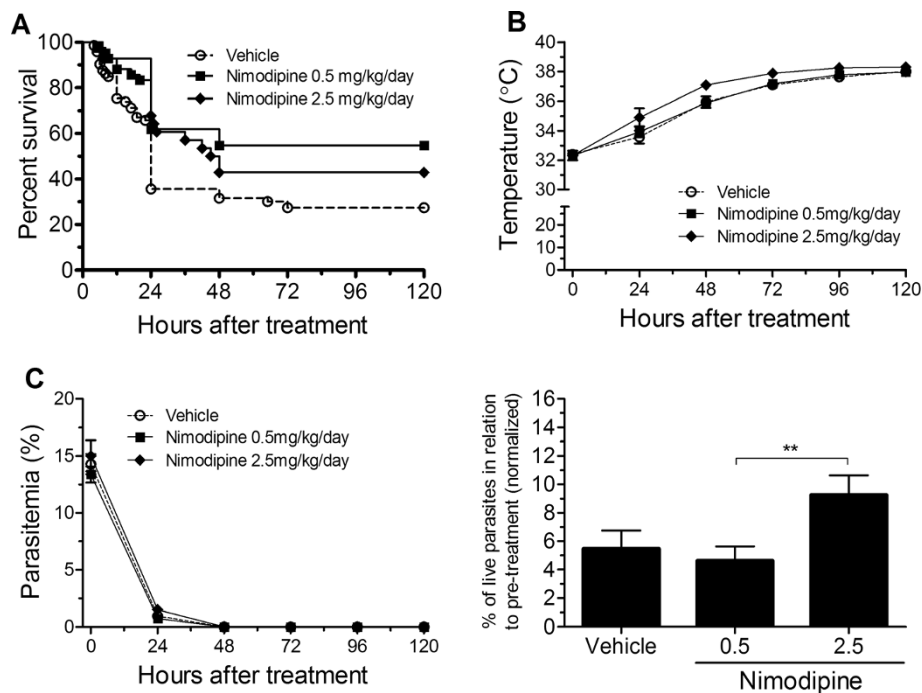 A
Percent survival
100
80
60
40
20
0
0 24 48 72 96 120
Hours after treatment
Vehicle
Nimodipine 0.5 mg/kg/day
Nimodipine 2.5 mg/kg/day
B
Temperature (°C)
40
38
36
34
32
30
20
15
10
5
0
0 24 48 72 96 120
Hours after treatment
Vehicle
Nimodipine 0.5mg/kg/day
Nimodipine 2.5mg/kg/day
C
Parasitemia (%)
20
15
10
5
0
0 24 48 72 96 120
Hours after treatment
Vehicle
Nimodipine 0.5mg/kg/day
Nimodipine 2.5mg/kg/day
% of live parasites in relation
to pre-treatment (normalized)
14
12
10
8
6
4
2
0
**
Vehicle 0.5 2.5
Nimodipine